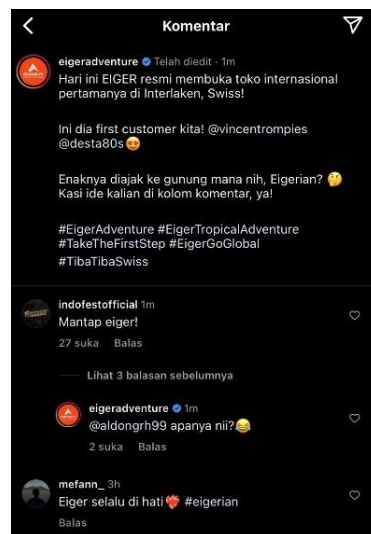 Komentar
eigeradventure Telah diedit · 1m
Hari ini EIGER resmi membuka toko internasional
pertamanya di Interlaken, Swiss!
Ini dia first customer kita! @vincentrompies
@desta80s😍
Enaknya diajak ke gunung mana nih, Eigerian? 🤔
Kasi ide kalian di kolom komentar, ya!
#EigerAdventure #EigerTropicalAdventure
#TakeTheFirstStep #EigerGoGlobal
#TibaTibaSwiss
indofestofficial 1m
Mantap eiger!
27 suka Balas
Lihat 3 balasan sebelumnya
eigeradventure 1m
@aldongrh99 apanya nii?😂
2 suka Balas
mefann_ 3h
Eiger selalu di hati❤️‍🔥 #eigerian
Balas